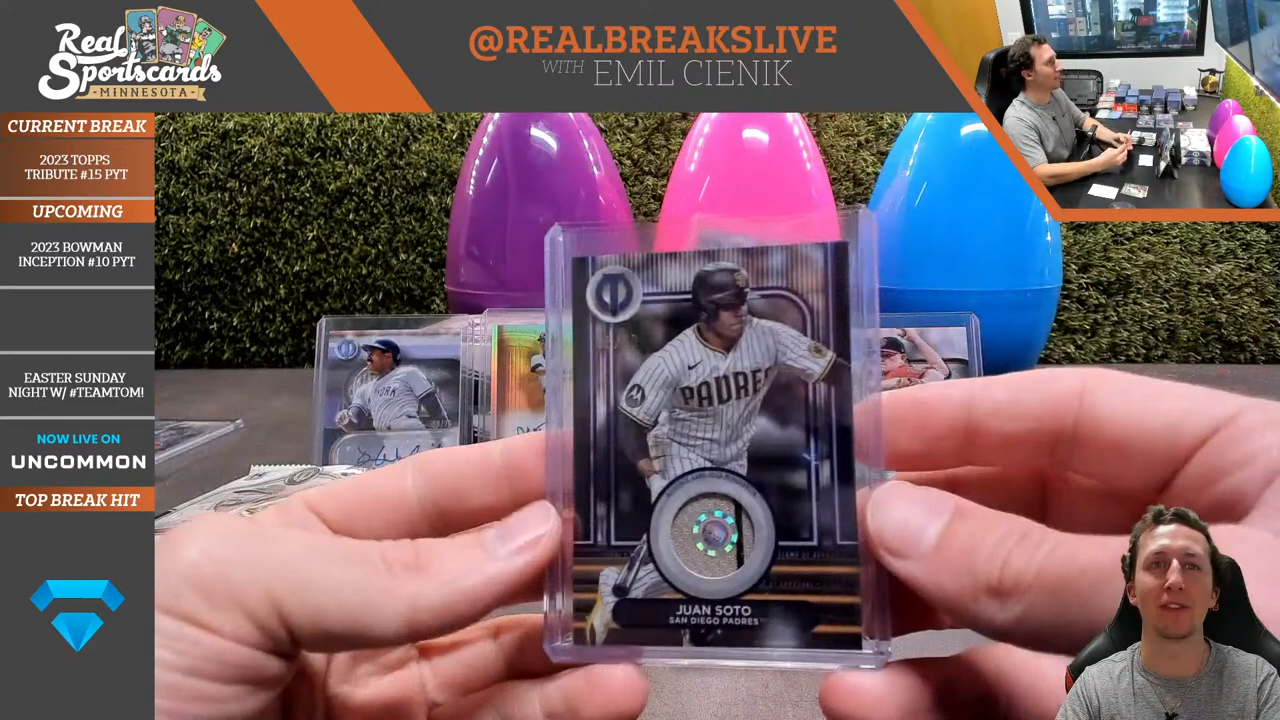 Real
Sportscards
MINNESOTA
@REALBREAKSLIVE
WITH EMIL CIENIK
CURRENT BREAK
2023 TOPPS
TRIBUTE #15 PYT
UPCOMING
2023 BOWMAN
INCEPTION #10 PYT
EASTER SUNDAY
NIGHT W/ #TEAMTOM!
NOW LIVE ON
UNCOMMON
TOP BREAK HIT
PADRES
JUAN SOTO
SAN DIEGO PADRES